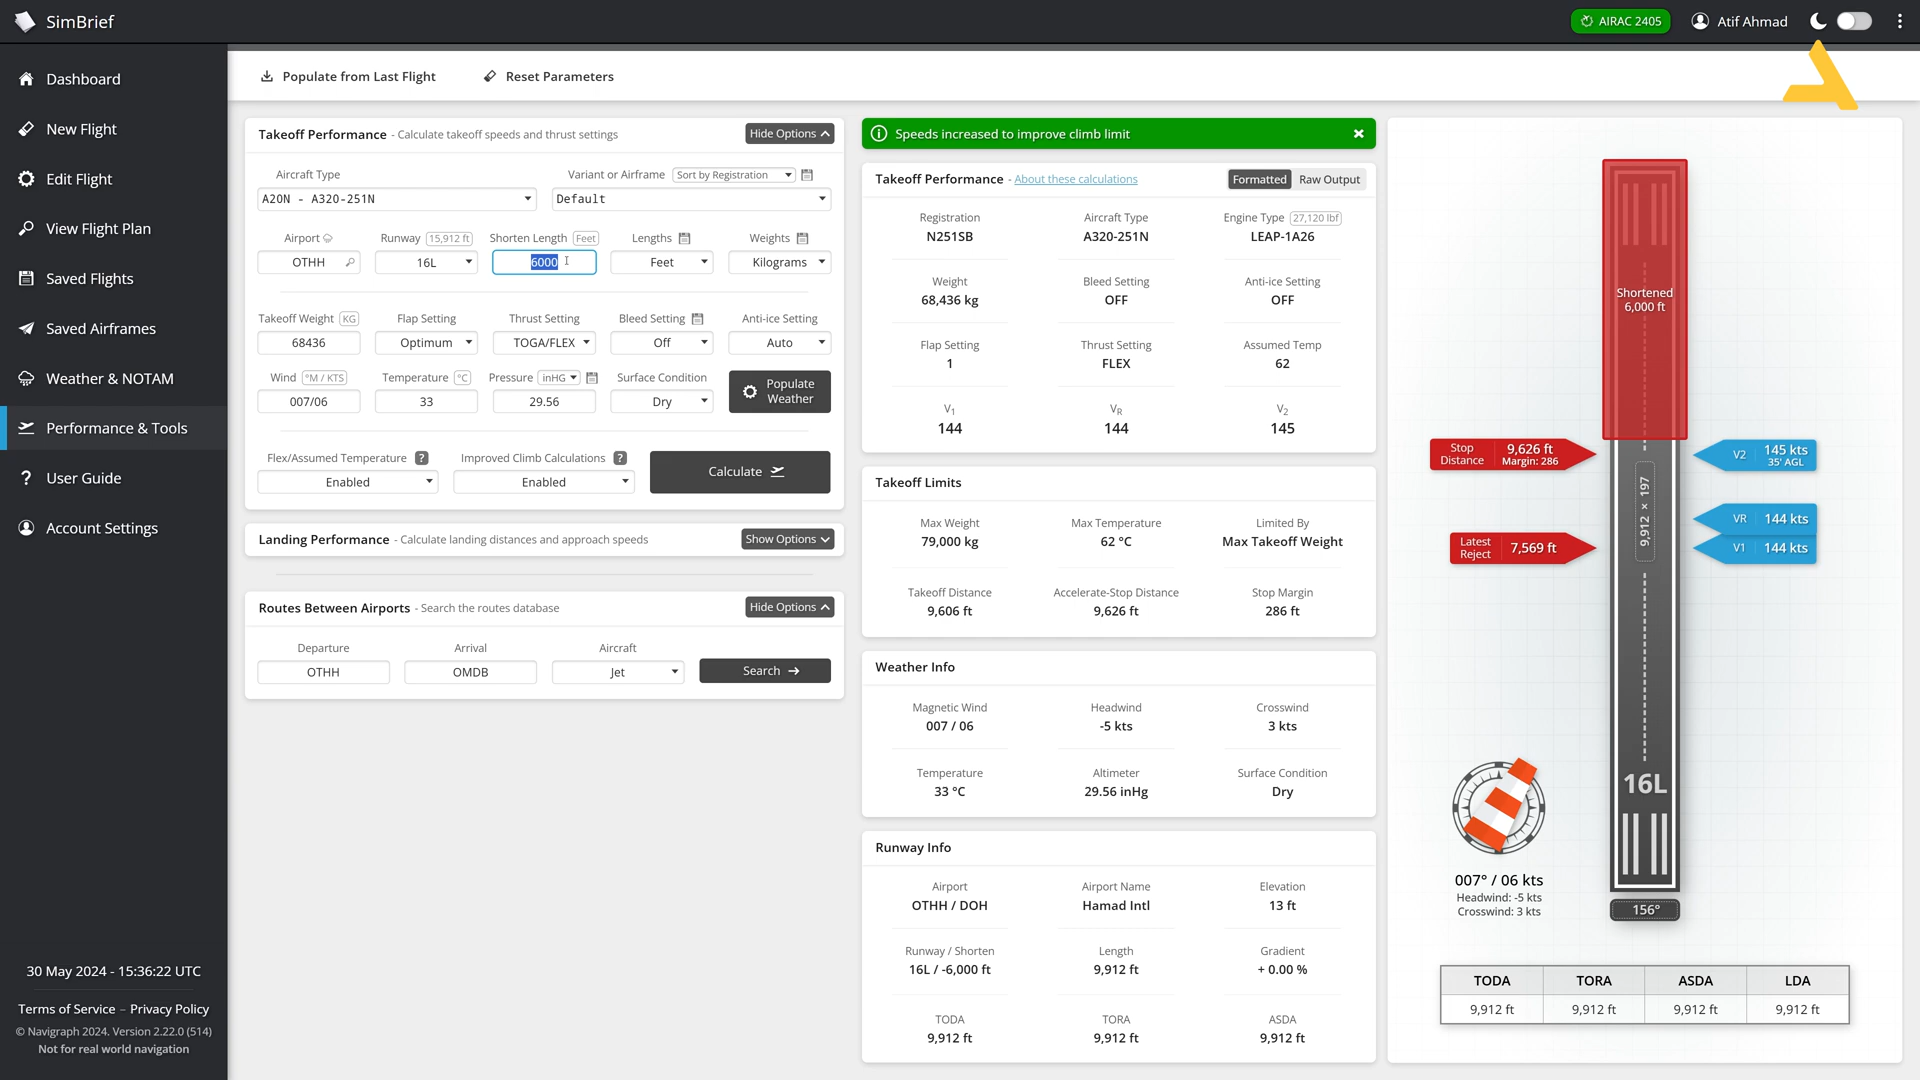 SimBrief
AIRAC 2405
Atif Ahmad
Dashboard
New Flight
Edit Flight
View Flight Plan
Saved Flights
Saved Airframes
Weather & NOTAM
Performance & Tools
User Guide
Account Settings
30 May 2024 - 15:36:22 UTC
Terms of Service – Privacy Policy
© Navigraph 2024. Version 2.22.0 (514)
Not for real world navigation
Populate from Last Flight
Reset Parameters
Takeoff Performance - Calculate takeoff speeds and thrust settings
Hide Options
Aircraft Type
Variant or Airframe Sort by Registration
A20N - A320-251N
Default
Airport
Runway 15,912 ft
Shorten Length Feet
Lengths
Weights
OTHH
16L
6000
Feet
Kilograms
Takeoff Weight KG
Flap Setting
Thrust Setting
Bleed Setting
Anti-ice Setting
68436
Optimum
TOGA/FLEX
Off
Auto
Wind °M / KTS
Temperature °C
Pressure inHG
Surface Condition
Populate Weather
007/06
33
29.56
Dry
Flex/Assumed Temperature ?
Improved Climb Calculations ?
Calculate
Enabled
Enabled
Landing Performance - Calculate landing distances and approach speeds
Show Options
Routes Between Airports - Search the routes database
Hide Options
Departure
Arrival
Aircraft
OTHH
OMDB
Jet
Search
Speeds increased to improve climb limit
Takeoff Performance - About these calculations
Formatted
Raw Output
Registration
Aircraft Type
Engine Type 27,120 lbf
N251SB
A320-251N
LEAP-1A26
Weight
Bleed Setting
Anti-ice Setting
68,436 kg
OFF
OFF
Flap Setting
Thrust Setting
Assumed Temp
1
FLEX
62
V1
VR
V2
144
144
145
Takeoff Limits
Max Weight
Max Temperature
Limited By
79,000 kg
62 °C
Max Takeoff Weight
Takeoff Distance
Accelerate-Stop Distance
Stop Margin
9,606 ft
9,626 ft
286 ft
Weather Info
Magnetic Wind
Headwind
Crosswind
007 / 06
-5 kts
3 kts
Temperature
Altimeter
Surface Condition
33 °C
29.56 inHg
Dry
Runway Info
Airport
Airport Name
Elevation
OTHH / DOH
Hamad Intl
13 ft
Runway / Shorten
Length
Gradient
16L / -6,000 ft
9,912 ft
+ 0.00 %
TODA
TORA
ASDA
9,912 ft
9,912 ft
9,912 ft
Shortened
6,000 ft
Stop Distance
9,626 ft
Margin: 286
V2
145 kts
35' AGL
9,912 × 197
VR
144 kts
Latest Reject
7,569 ft
V1
144 kts
16L
156°
007° / 06 kts
Headwind: -5 kts
Crosswind: 3 kts
TODA
TORA
ASDA
LDA
9,912 ft
9,912 ft
9,912 ft
9,912 ft